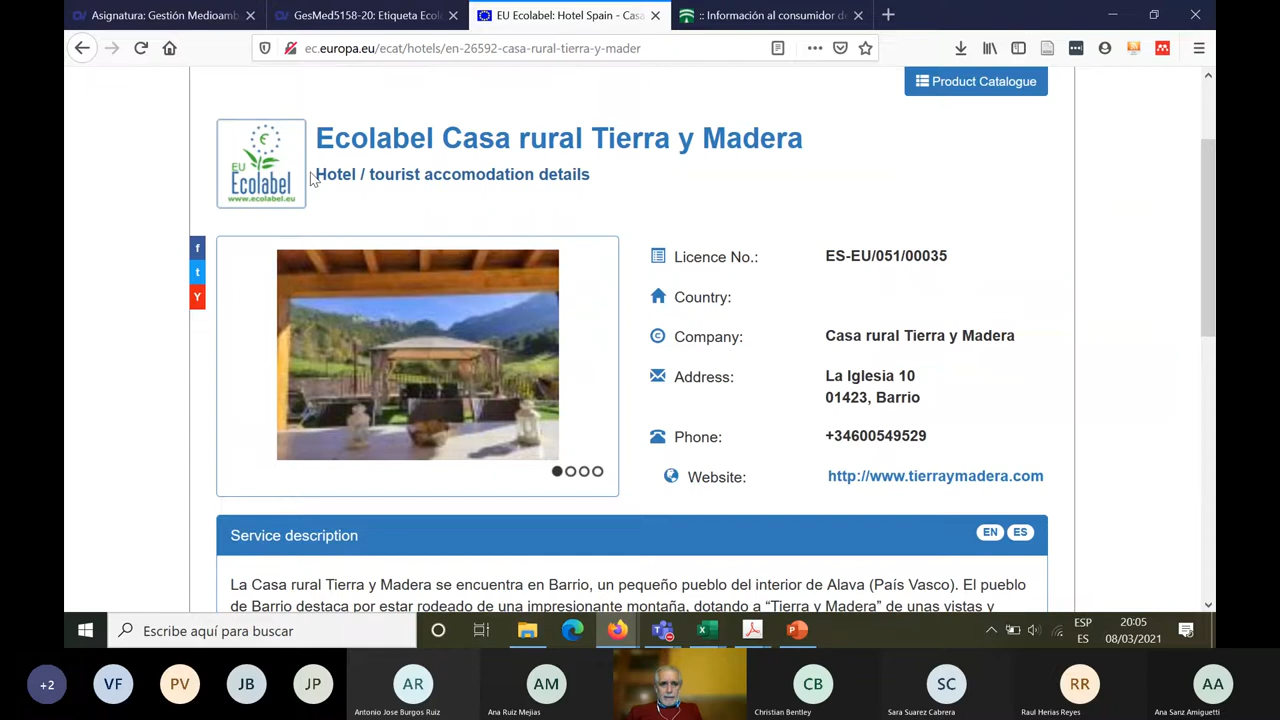 Asignatura: Gestión Medioamb
GesMed5158-20: Etiqueta Ecol
EU Ecolabel: Hotel Spain - Casa
:: Información al consumidor de
ec.europa.eu/ecat/hotels/en-26592-casa-rural-tierra-y-mader
Product Catalogue
EU
Ecolabel
www.ecolabel.eu
Ecolabel Casa rural Tierra y Madera
Hotel / tourist accomodation details
f
t
Y
Licence No.: ES-EU/051/00035
Country:
Company: Casa rural Tierra y Madera
Address: La Iglesia 10
01423, Barrio
Phone: +34600549529
Website: http://www.tierraymadera.com
Service description
EN ES
La Casa rural Tierra y Madera se encuentra en Barrio, un pequeño pueblo del interior de Alava (País Vasco). El pueblo
de Barrio destaca por estar rodeado de una impresionante montaña, dotando a “Tierra y Madera” de unas vistas y
Escribe aquí para buscar
ESP
ES
20:05
08/03/2021
+2
VF
PV
JB
JP
AR
Antonio Jose Burgos Ruiz
AM
Ana Ruiz Mejias
CB
Christian Bentley
SC
Sara Suarez Cabrera
RR
Raul Herias Reyes
AA
Ana Sanz Amiguetti